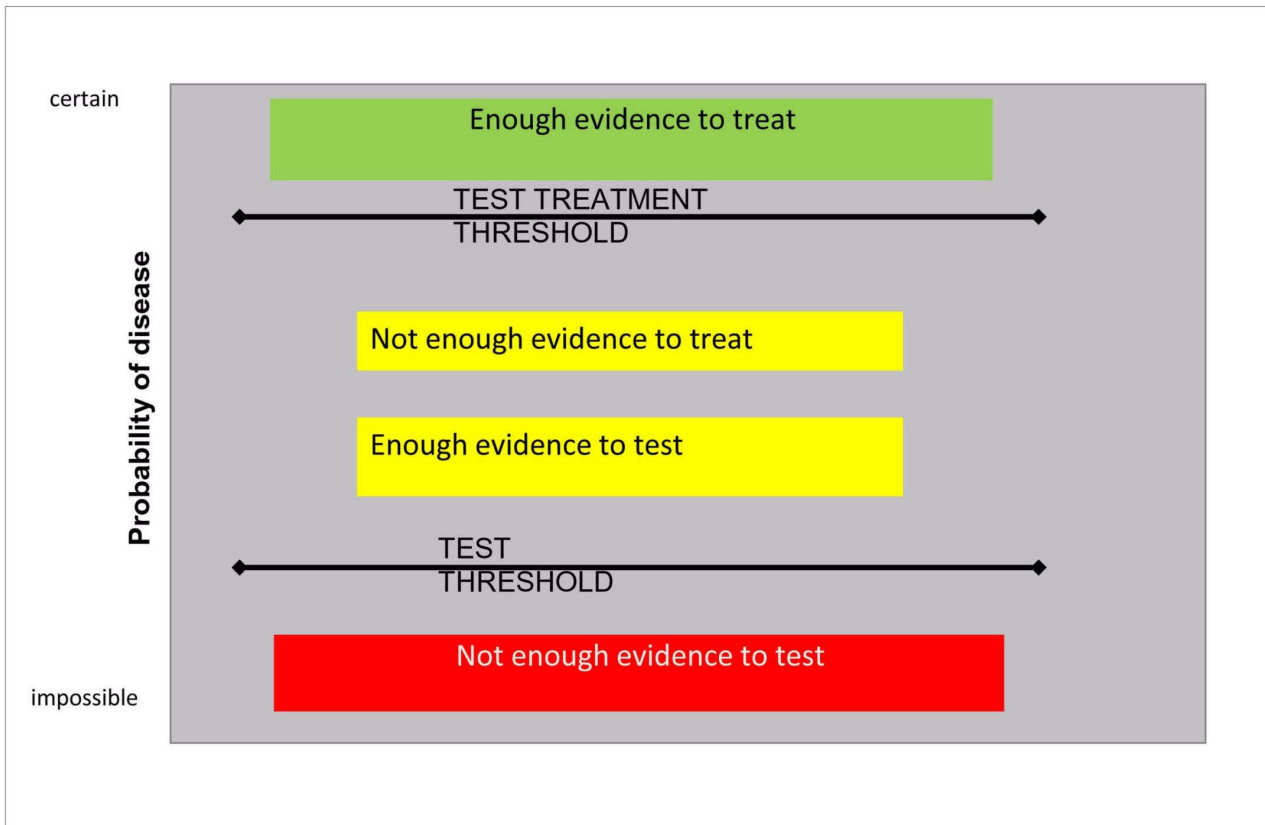 certain
Enough evidence to treat
TEST TREATMENT
THRESHOLD
Probability of disease
Not enough evidence to treat
Enough evidence to test
TEST
THRESHOLD
Not enough evidence to test
impossible